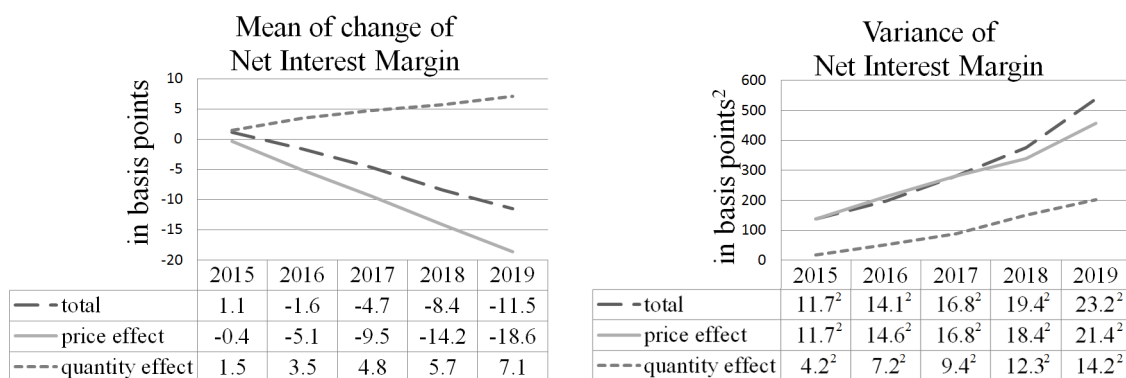 Mean of change of
Net Interest Margin
in basis points
10
5
0
-5
-10
-15
-20
2015 2016 2017 2018 2019
total 1.1 -1.6 -4.7 -8.4 -11.5
price effect -0.4 -5.1 -9.5 -14.2 -18.6
quantity effect 1.5 3.5 4.8 5.7 7.1
Variance of
Net Interest Margin
in basis points²
600
500
400
300
200
100
0
2015 2016 2017 2018 2019
total 11.7² 14.1² 16.8² 19.4² 23.2²
price effect 11.7² 14.6² 16.8² 18.4² 21.4²
quantity effect 4.2² 7.2² 9.4² 12.3² 14.2²